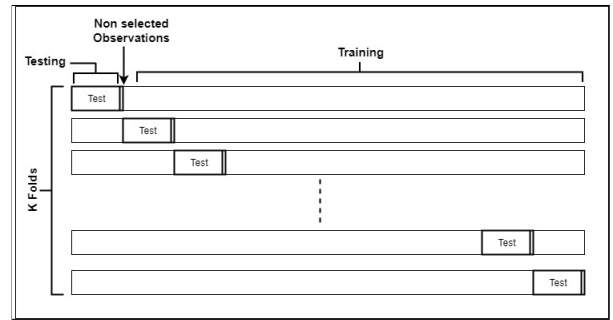 Non selected
Observations
Testing
Training
Test
Test
Test
K Folds
Test
Test